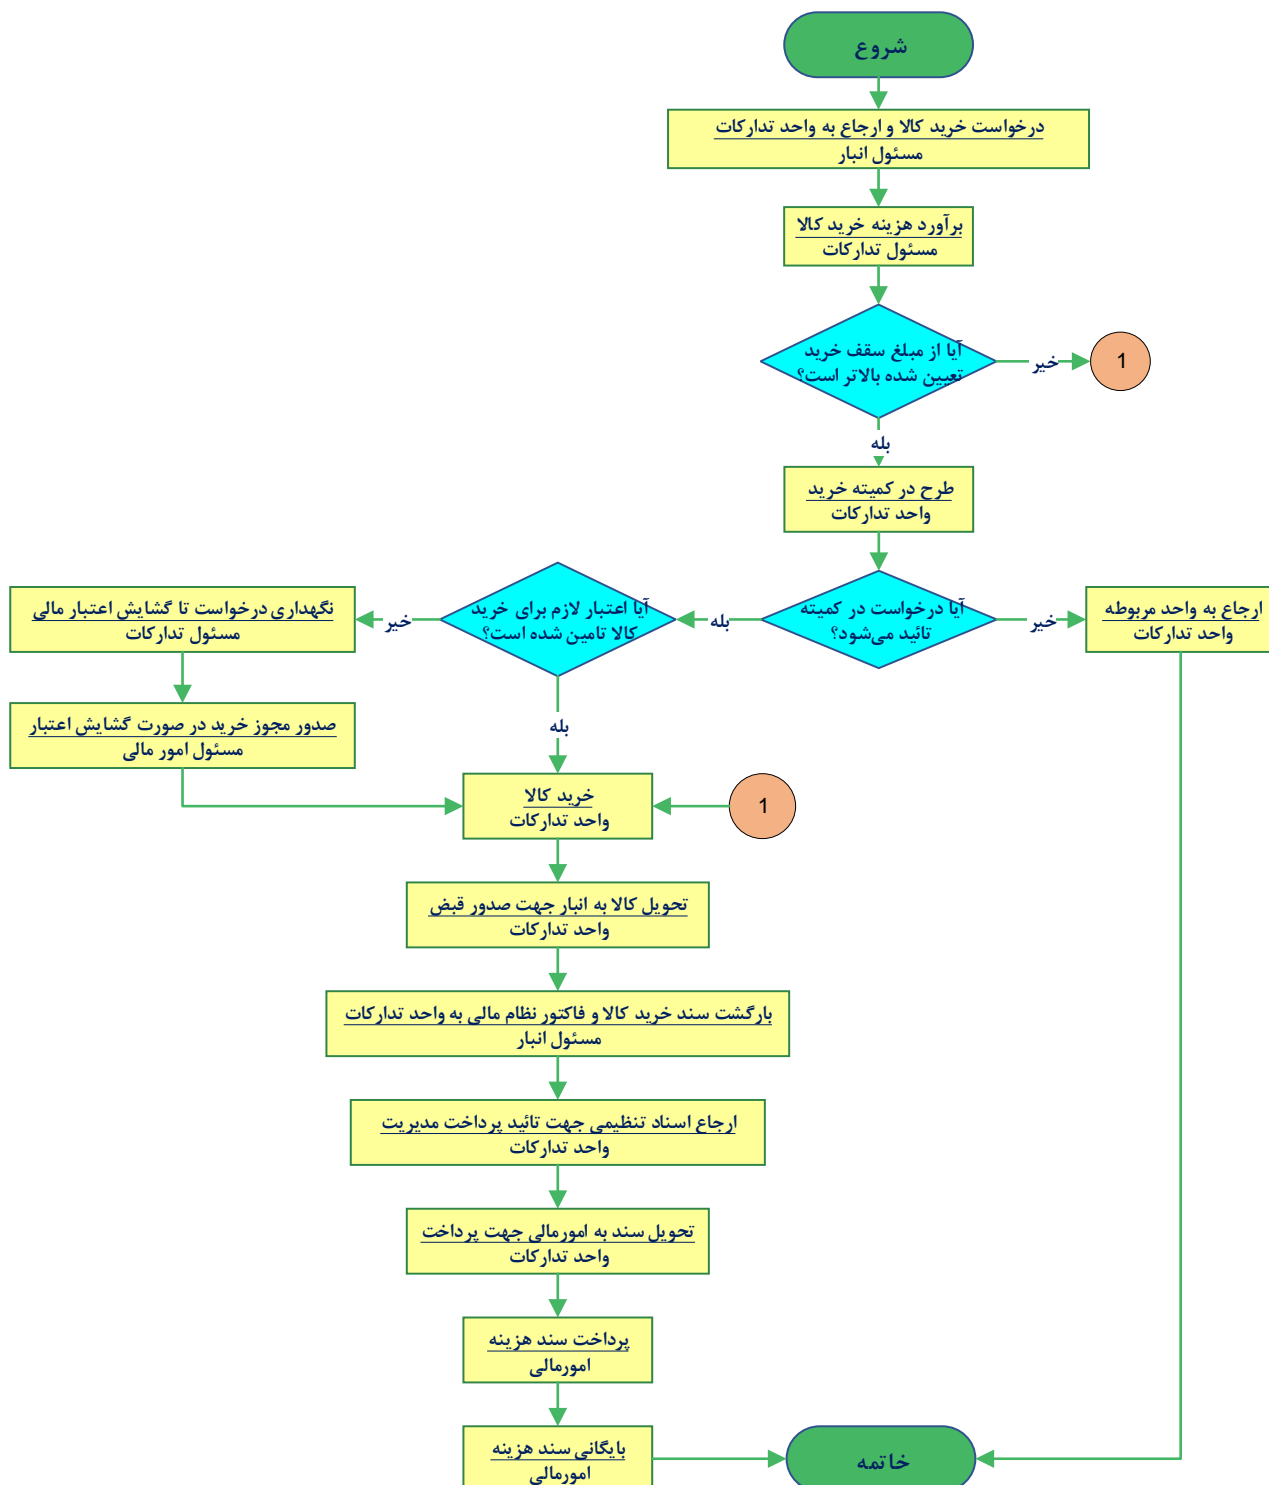 شروع
درخواست خرید کالا و ارجاع به واحد تدارکات
مسئول انبار
برآورد هزینه خرید کالا
مسئول تدارکات
آیا از مبلغ سقف خرید
تعیین شده بالاتر است؟
خیر
1
بله
طرح در کمیته خرید
واحد تدارکات
آیا درخواست در کمیته
تائید می‌شود؟
خیر
ارجاع به واحد مربوطه
واحد تدارکات
بله
آیا اعتبار لازم برای خرید
کالا تامین شده است؟
خیر
نگهداری درخواست تا گشایش اعتبار مالی
مسئول تدارکات
صدور مجوز خرید در صورت گشایش اعتبار
مسئول امور مالی
بله
خرید کالا
واحد تدارکات
1
تحویل کالا به انبار جهت صدور قبض
واحد تدارکات
بارگشت سند خرید کالا و فاکتور نظام مالی به واحد تدارکات
مسئول انبار
ارجاع اسناد تنظیمی جهت تائید پرداخت مدیریت
واحد تدارکات
تحویل سند به امورمالی جهت پرداخت
واحد تدارکات
پرداخت سند هزینه
امورمالی
بایگانی سند هزینه
امورمالی
خاتمه